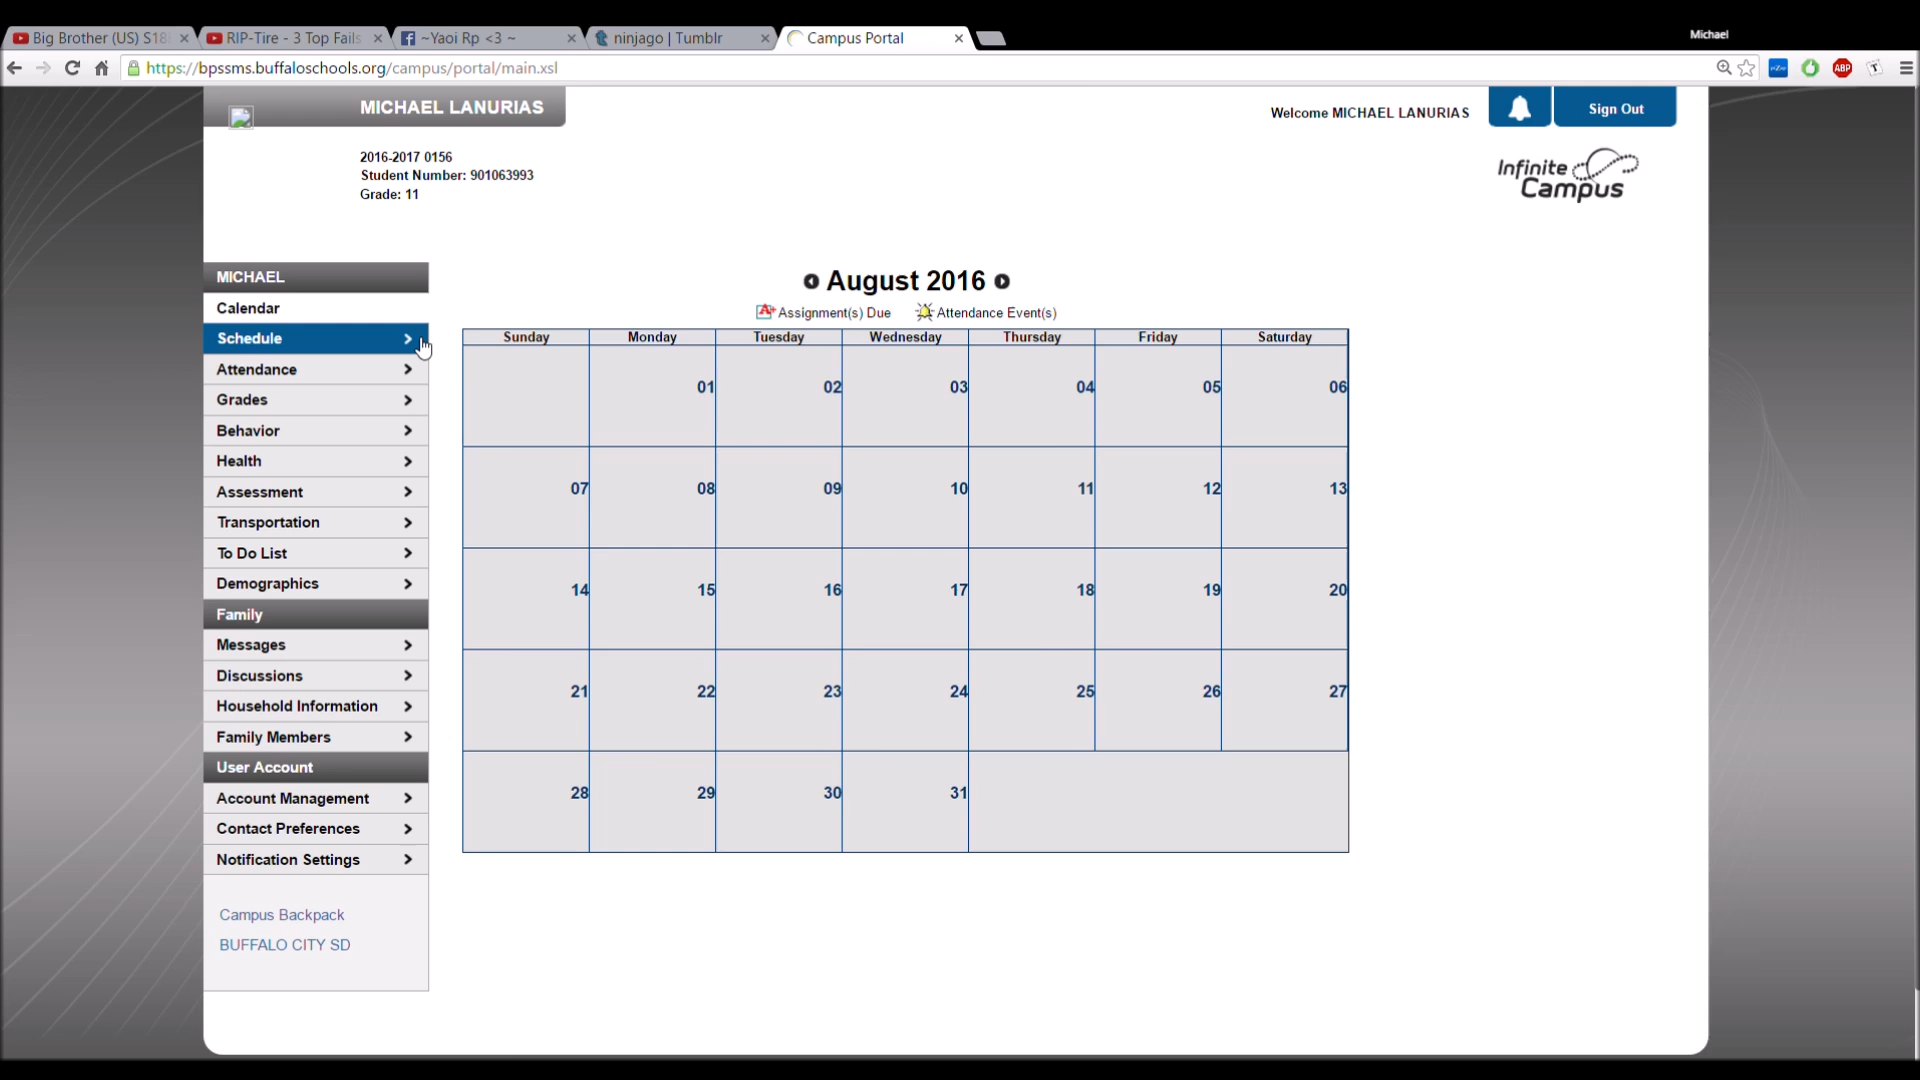 Big Brother (US) S18
RIP-Tire - 3 Top Fails
~Yaoi Rp <3 ~
ninjago | Tumblr
Campus Portal
Michael
https://bpssms.buffaloschools.org/campus/portal/main.xsl
ABP
MICHAEL LANURIAS
Welcome MICHAEL LANURIAS
Sign Out
2016-2017 0156
Student Number: 901063993
Grade: 11
Infinite
Campus
MICHAEL
Calendar
Schedule
Attendance
Grades
Behavior
Health
Assessment
Transportation
To Do List
Demographics
Family
Messages
Discussions
Household Information
Family Members
User Account
Account Management
Contact Preferences
Notification Settings
Campus Backpack
BUFFALO CITY SD
August 2016
A+ Assignment(s) Due Attendance Event(s)
Sunday Monday Tuesday Wednesday Thursday Friday Saturday
01 02 03 04 05 06
07 08 09 10 11 12 13
14 15 16 17 18 19 20
21 22 23 24 25 26 27
28 29 30 31